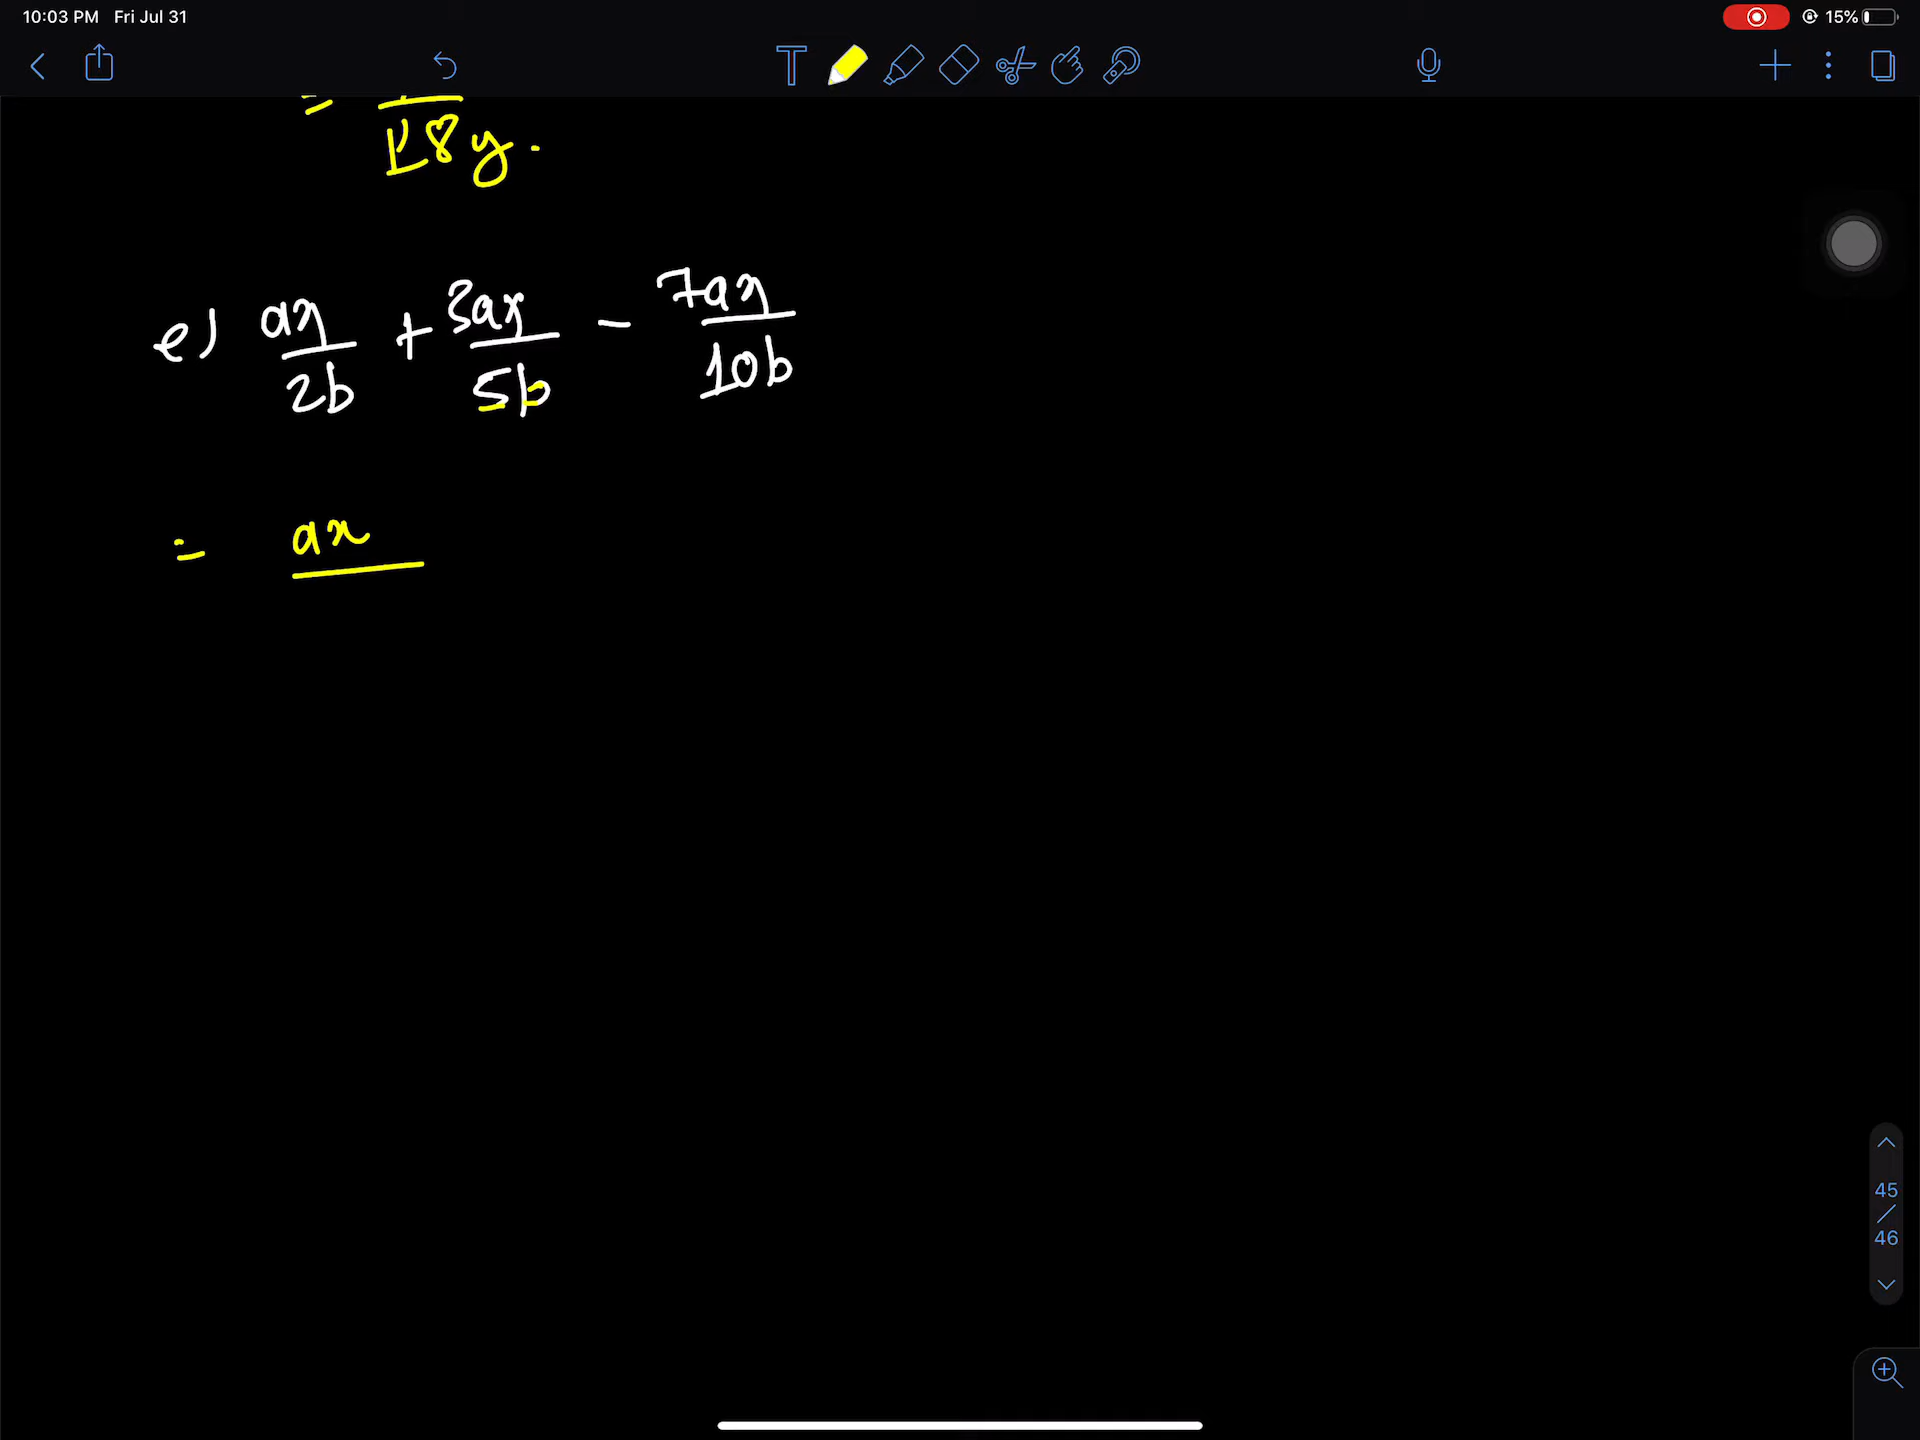 10:03 PM Fri Jul 31
15%
T
=
18y.
e) ax/2b + 3ax/5b - 7ax/10b
= ax
45
/
46